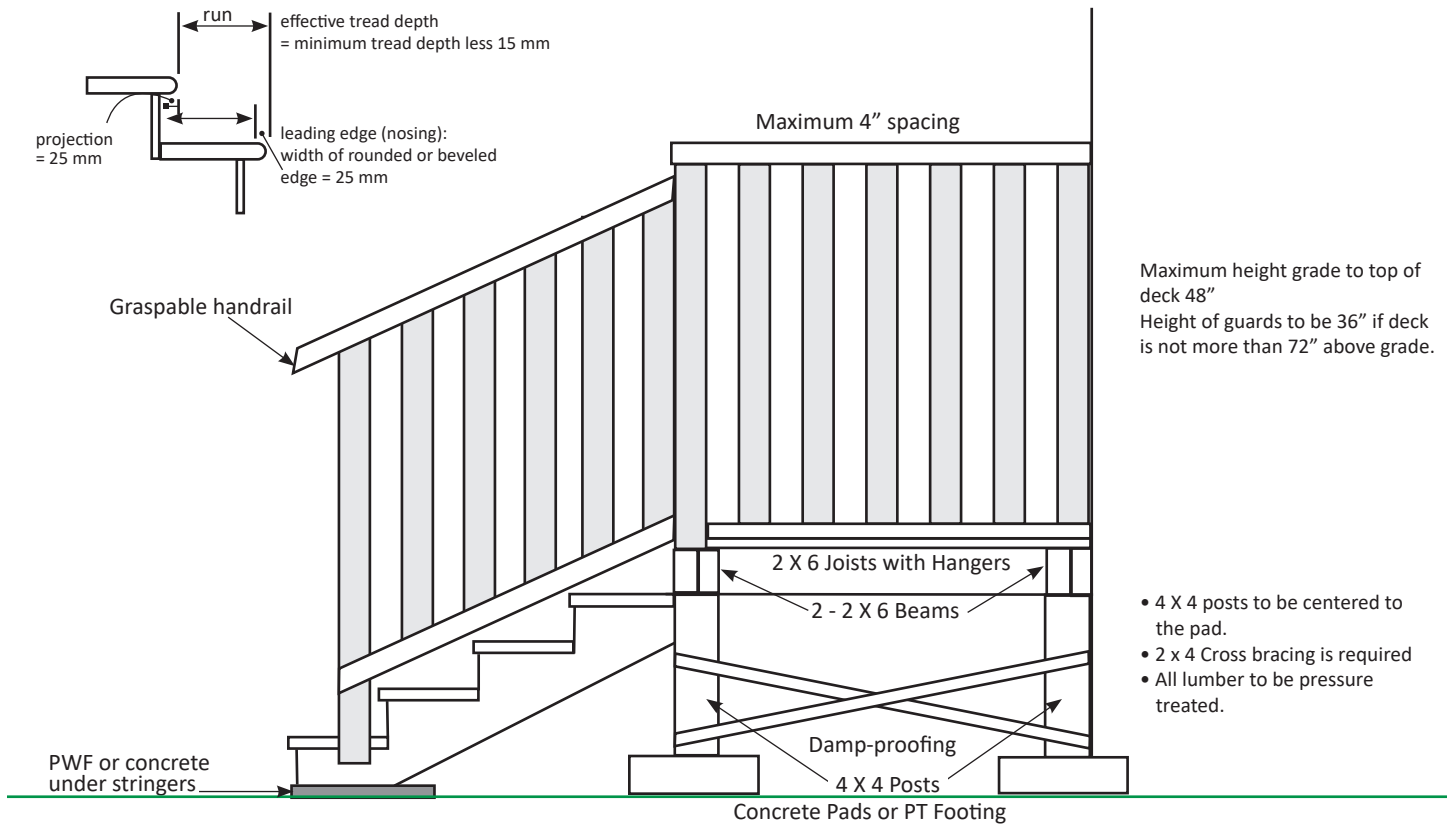 run
effective tread depth
= minimum tread depth less 15 mm
projection
= 25 mm
leading edge (nosing):
width of rounded or beveled
edge = 25 mm
Maximum 4” spacing
Graspable handrail
Maximum height grade to top of
deck 48”
Height of guards to be 36” if deck
is not more than 72” above grade.
2 X 6 Joists with Hangers
2 - 2 X 6 Beams
• 4 X 4 posts to be centered to
the pad.
• 2 x 4 Cross bracing is required
• All lumber to be pressure
treated.
Damp-proofing
PWF or concrete
under stringers
4 X 4 Posts
Concrete Pads or PT Footing